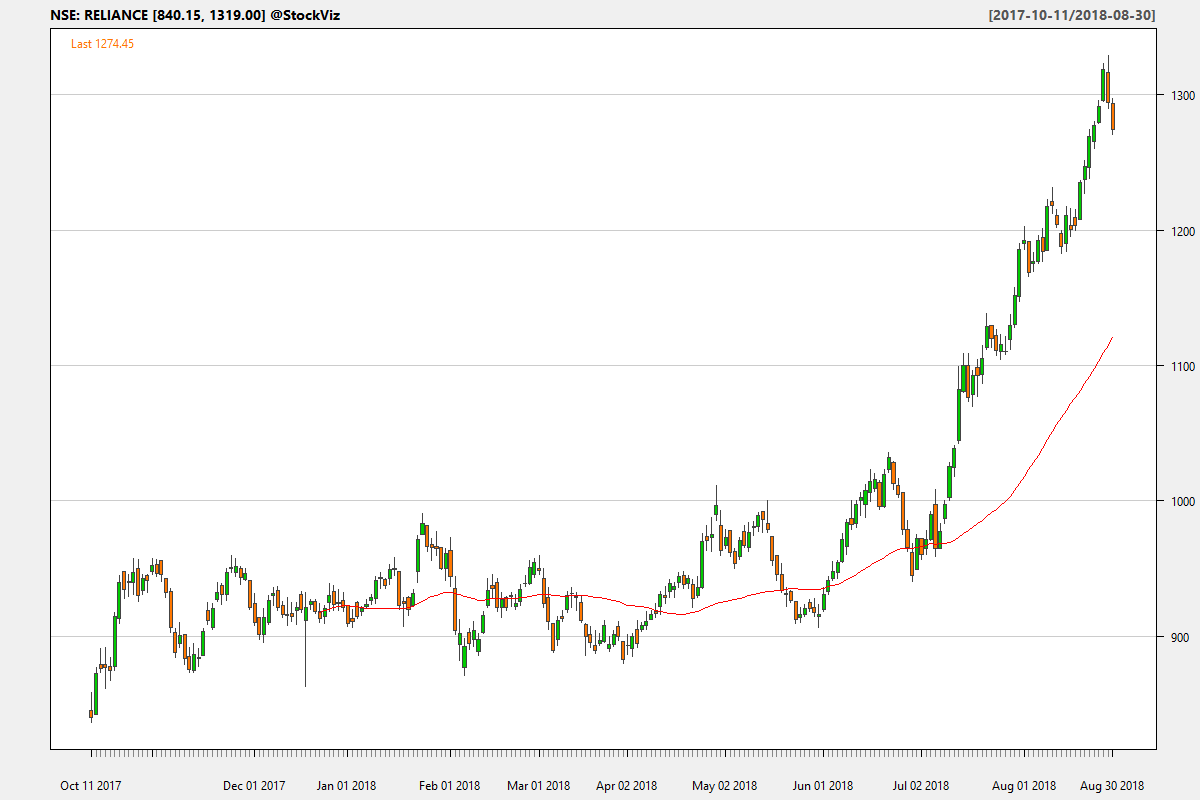 NSE: RELIANCE [840.15, 1319.00] @StockViz [2017-10-11/2018-08-30]
Last 1274.45
1300
1200
1100
1000
900
Oct 11 2017 Dec 01 2017 Jan 01 2018 Feb 01 2018 Mar 01 2018 Apr 02 2018 May 02 2018 Jun 01 2018 Jul 02 2018 Aug 01 2018 Aug 30 2018